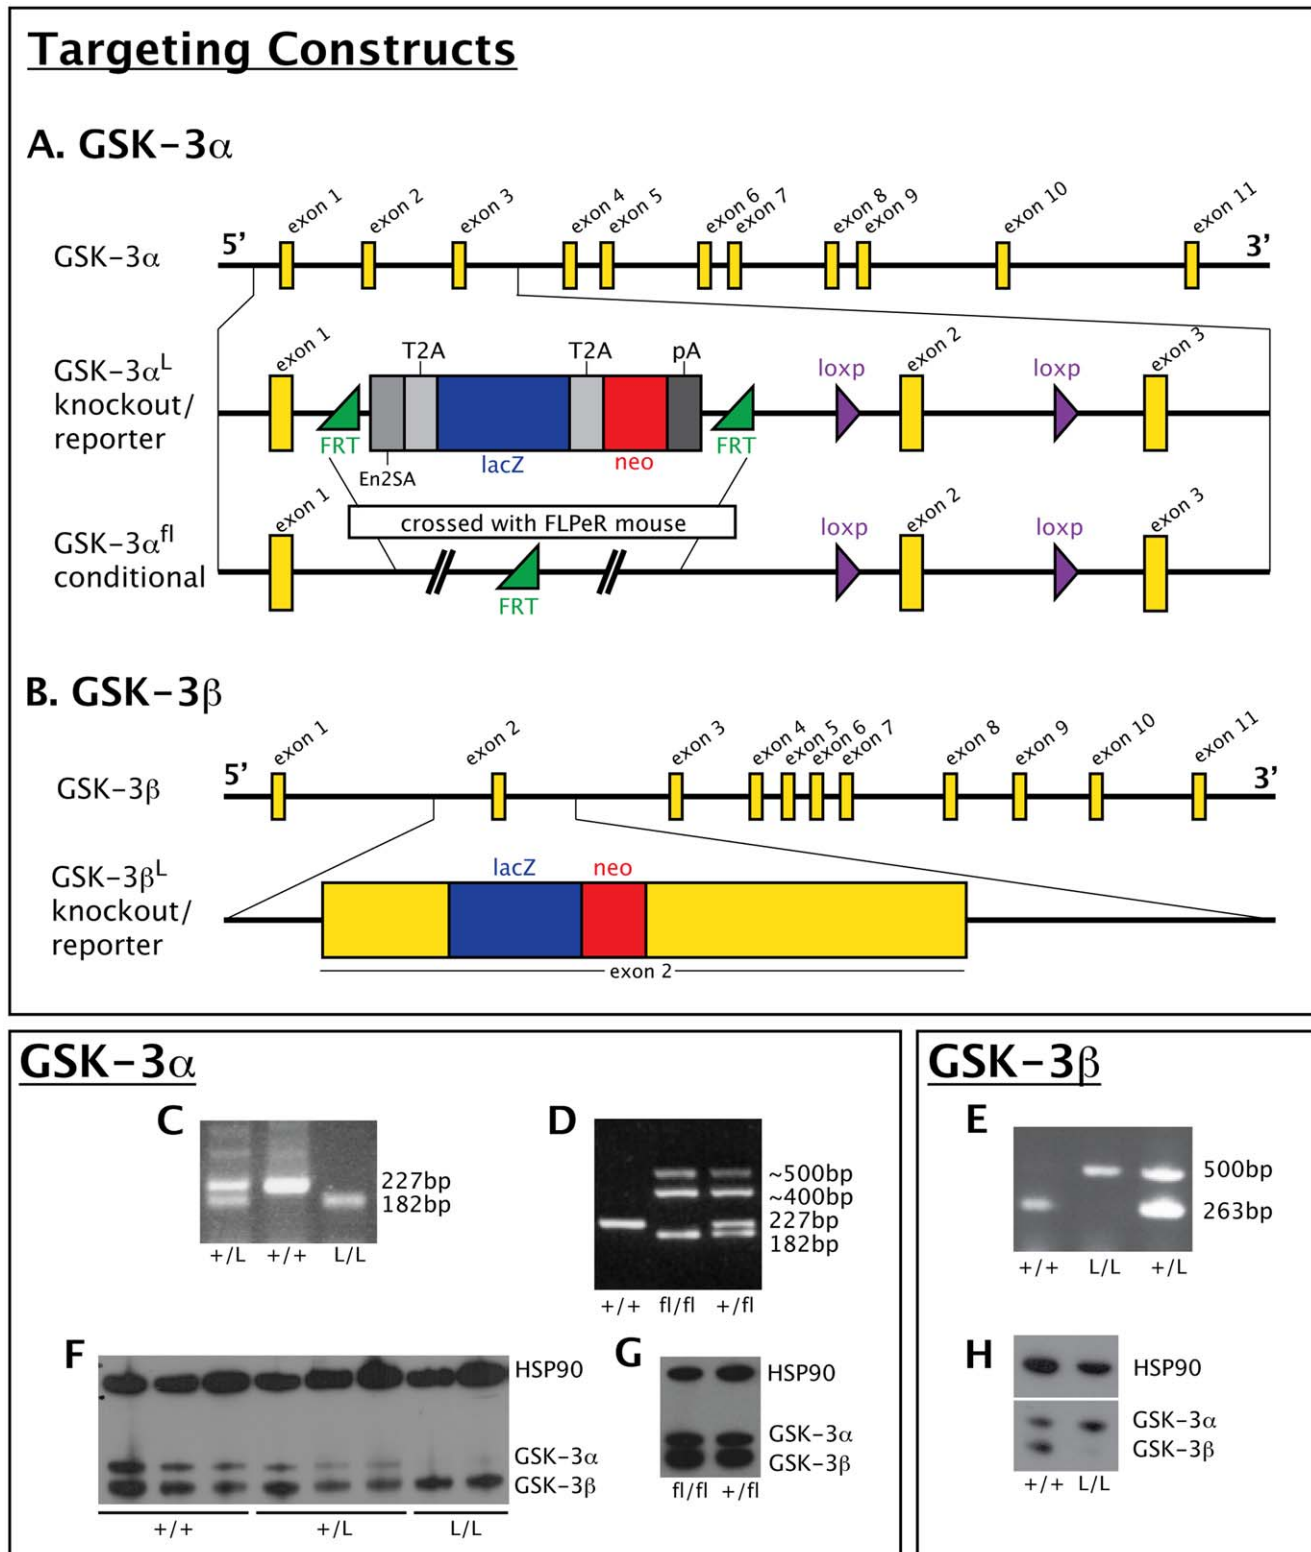 Targeting Constructs
A. GSK-3α
exon 1 exon 2 exon 3 exon 4 exon 5 exon 6 exon 7 exon 8 exon 9 exon 10 exon 11
GSK-3α 5' 3'
GSK-3αL
knockout/
reporter
exon 1 T2A T2A pA loxp exon 2 loxp exon 3
FRT En2SA lacZ neo FRT
crossed with FLPeR mouse
GSK-3αfl
conditional
exon 1 FRT loxp exon 2 loxp exon 3
B. GSK-3β
exon 1 exon 2 exon 3 exon 4 exon 5 exon 6 exon 7 exon 8 exon 9 exon 10 exon 11
GSK-3β 5' 3'
GSK-3βL
knockout/
reporter
lacZ neo
exon 2
GSK-3α
C
227bp
182bp
+/L +/+ L/L
D
~500bp
~400bp
227bp
182bp
+/+ fl/fl +/fl
F
HSP90
GSK-3α
GSK-3β
+/+ +/L L/L
G
HSP90
GSK-3α
GSK-3β
fl/fl +/fl
GSK-3β
E
500bp
263bp
+/+ L/L +/L
H
HSP90
GSK-3α
GSK-3β
+/+ L/L